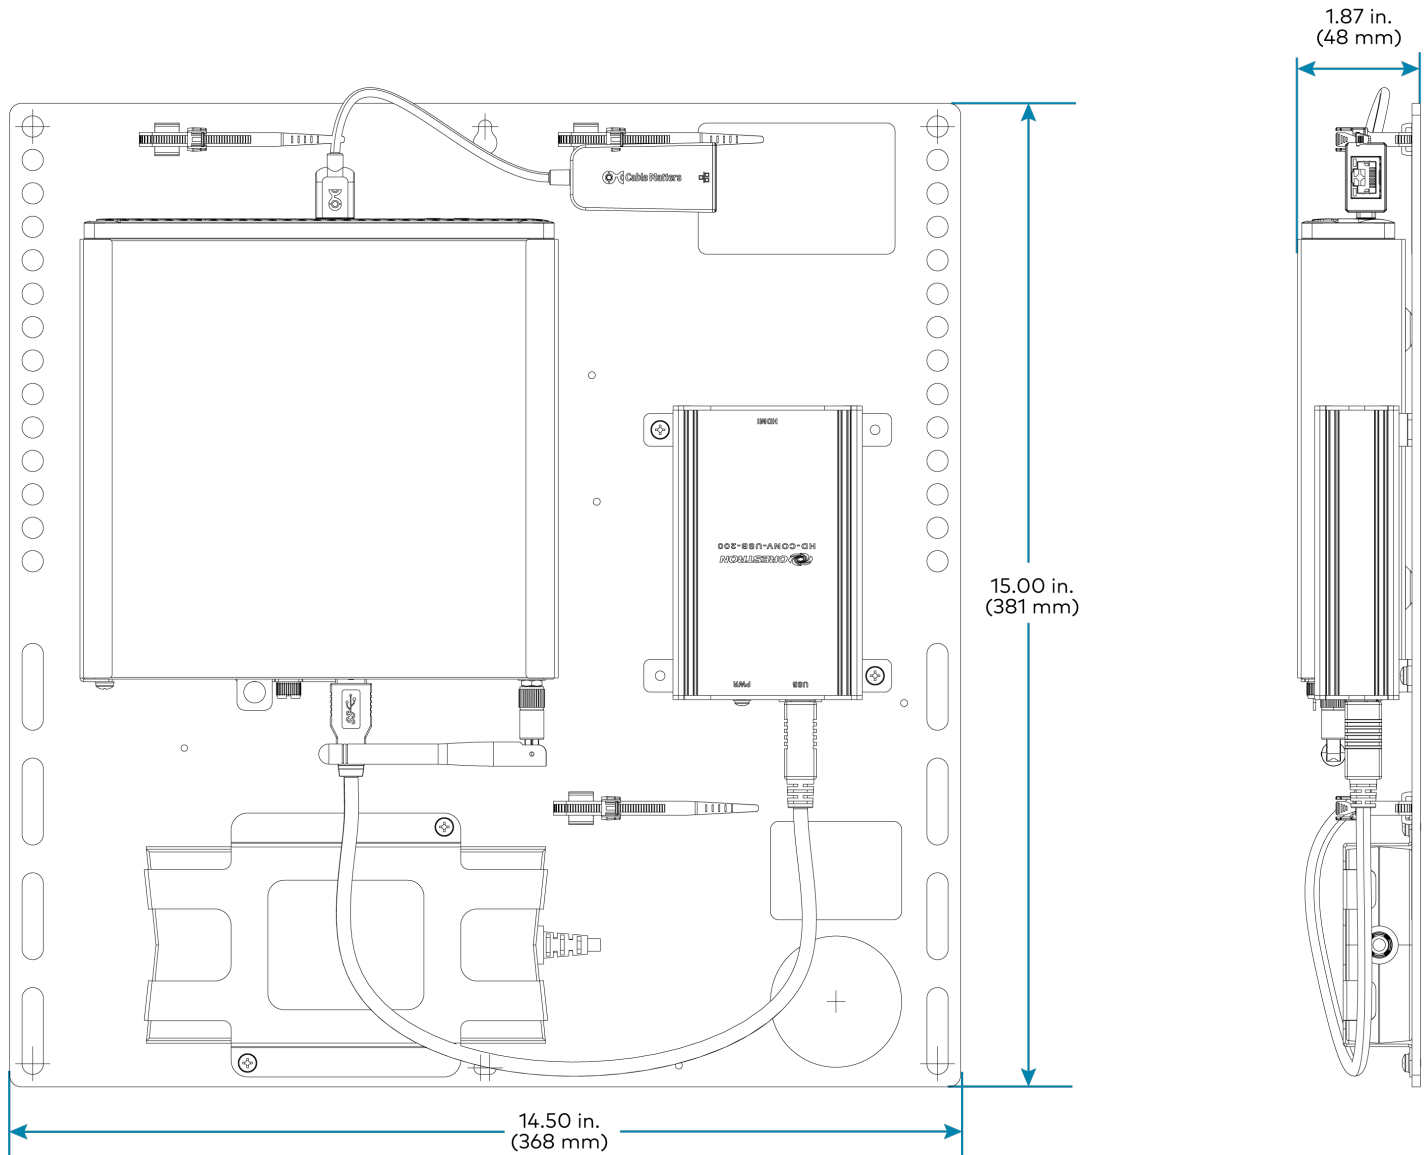 1.87 in.
(48 mm)
Cable Matters
HDMI
HD-CONV-USB-200
CRESTRON
15.00 in.
(381 mm)
PWR
USB
14.50 in.
(368 mm)